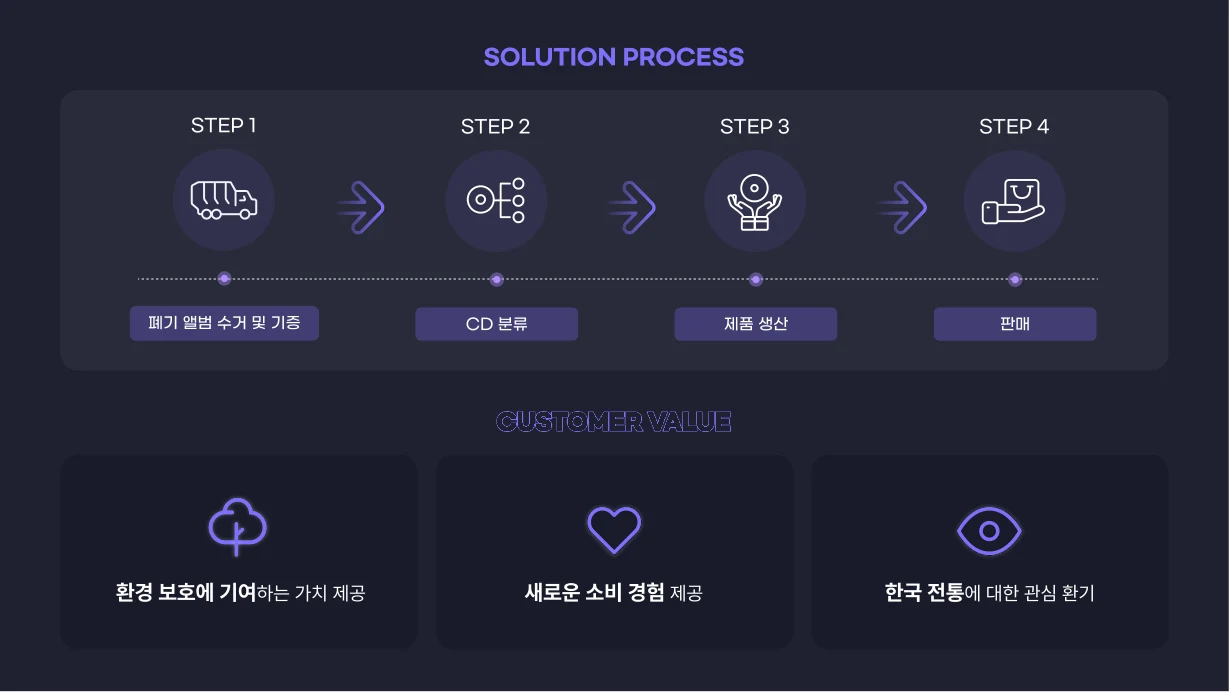 SOLUTION PROCESS
STEP 1
STEP 2
STEP 3
STEP 4
폐기 앨범 수거 및 기증
CD 분류
제품 생산
판매
CUSTOMER VALUE
환경 보호에 기여하는 가치 제공
새로운 소비 경험 제공
한국 전통에 대한 관심 환기